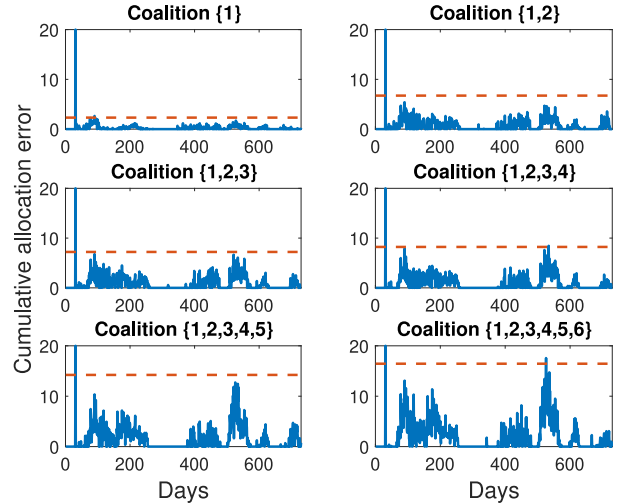 Coalition {1}
Coalition {1,2}
20
10
0
0 200 400 600
20
10
0
0 200 400 600
Coalition {1,2,3}
Coalition {1,2,3,4}
20
10
0
0 200 400 600
20
10
0
0 200 400 600
Coalition {1,2,3,4,5}
Coalition {1,2,3,4,5,6}
20
10
0
0 200 400 600
20
10
0
0 200 400 600
Cumulative allocation error
Days
Days